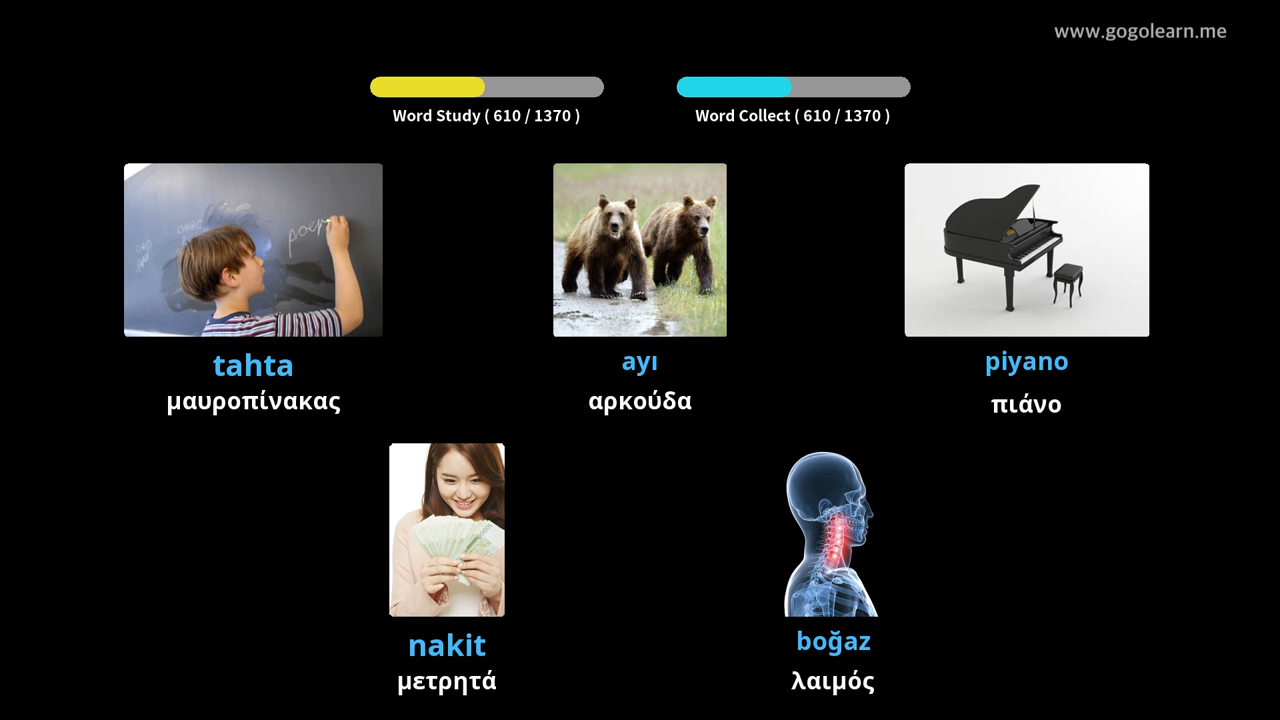 www.gogolearn.me
Word Study ( 610 / 1370 )
Word Collect ( 610 / 1370 )
poer
tahta
μαυροπίνακας
ayı
αρκούδα
piyano
πιάνο
nakit
μετρητά
boğaz
λαιμός